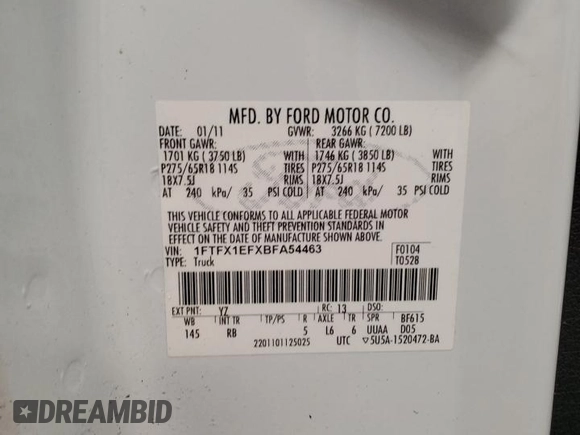 MFD. BY FORD MOTOR CO.
DATE: 01/11 GVWR: 3266 KG ( 7200 LB)
FRONT GAWR: REAR GAWR:
1701 KG ( 3750 LB) WITH 1746 KG ( 3850 LB) WITH
P275/65R18 114S TIRES P275/65R18 114S TIRES
18X7.5J RIMS 18X7.5J RIMS
AT 240 kPa/ 35 PSI COLD AT 240 kPa/ 35 PSI COLD
THIS VEHICLE CONFORMS TO ALL APPLICABLE FEDERAL MOTOR
VEHICLE SAFETY AND THEFT PREVENTION STANDARDS IN
EFFECT ON THE DATE OF MANUFACTURE SHOWN ABOVE.
VIN: 1FTFX1EFXBFA54463 F0104
TYPE: Truck T0528
EXT PNT: YZ RC: 13 DSO:
WB INT TR TP/PS R AXLE TR SPR BF615
145 RB 5 L6 6 UUAA D05
2201101125025 UTC ▽5U5A-1520472-BA
DREAMBID